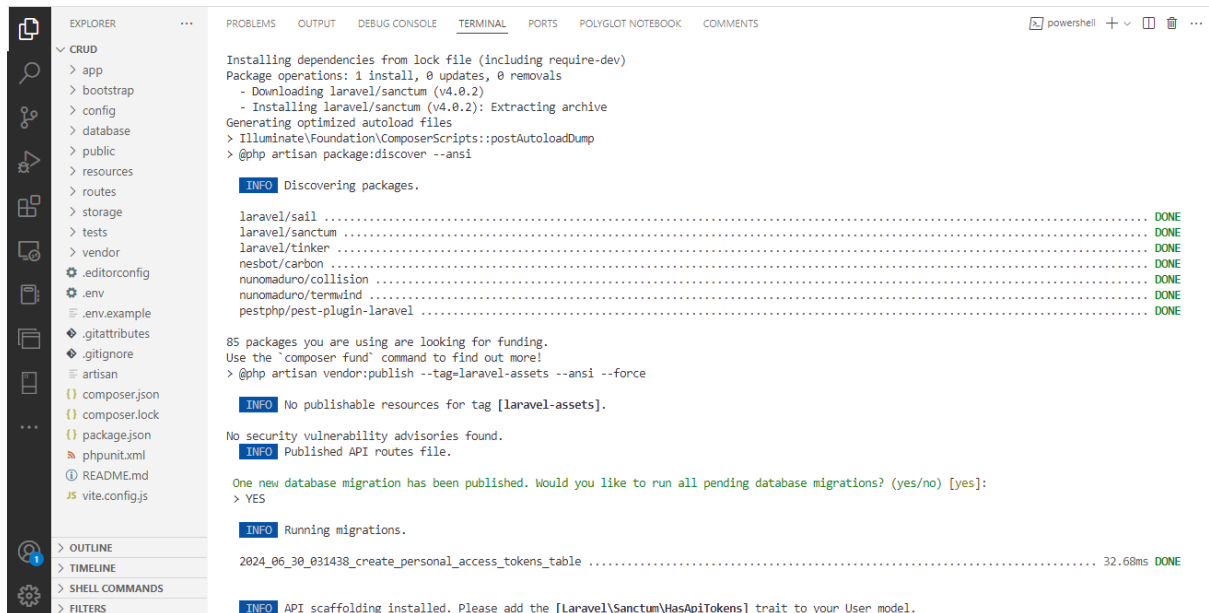 EXPLORER
CRUD
app
bootstrap
config
database
public
resources
routes
storage
tests
vendor
.editorconfig
.env
.env.example
.gitattributes
.gitignore
artisan
{} composer.json
{} composer.lock
{} package.json
phpunit.xml
README.md
JS vite.config.js
OUTLINE
TIMELINE
SHELL COMMANDS
FILTERS
1
PROBLEMS OUTPUT DEBUG CONSOLE TERMINAL PORTS POLYGLOT NOTEBOOK COMMENTS
powershell
Installing dependencies from lock file (including require-dev)
Package operations: 1 install, 0 updates, 0 removals
- Downloading laravel/sanctum (v4.0.2)
- Installing laravel/sanctum (v4.0.2): Extracting archive
Generating optimized autoload files
> Illuminate\Foundation\ComposerScripts::postAutoloadDump
> @php artisan package:discover --ansi
INFO Discovering packages.
laravel/sail ........ DONE
laravel/sanctum ........ DONE
laravel/tinker ........ DONE
nesbot/carbon ........ DONE
nunomaduro/collision ........ DONE
nunomaduro/termwind ........ DONE
pestphp/pest-plugin-laravel ........ DONE
85 packages you are using are looking for funding.
Use the `composer fund` command to find out more!
> @php artisan vendor:publish --tag=laravel-assets --ansi --force
INFO No publishable resources for tag [laravel-assets].
No security vulnerability advisories found.
INFO Published API routes file.
One new database migration has been published. Would you like to run all pending database migrations? (yes/no) [yes]:
> YES
INFO Running migrations.
2024_06_30_031438_create_personal_access_tokens_table ........ 32.68ms DONE
INFO API scaffolding installed. Please add the [Laravel\Sanctum\HasApiTokens] trait to your User model.